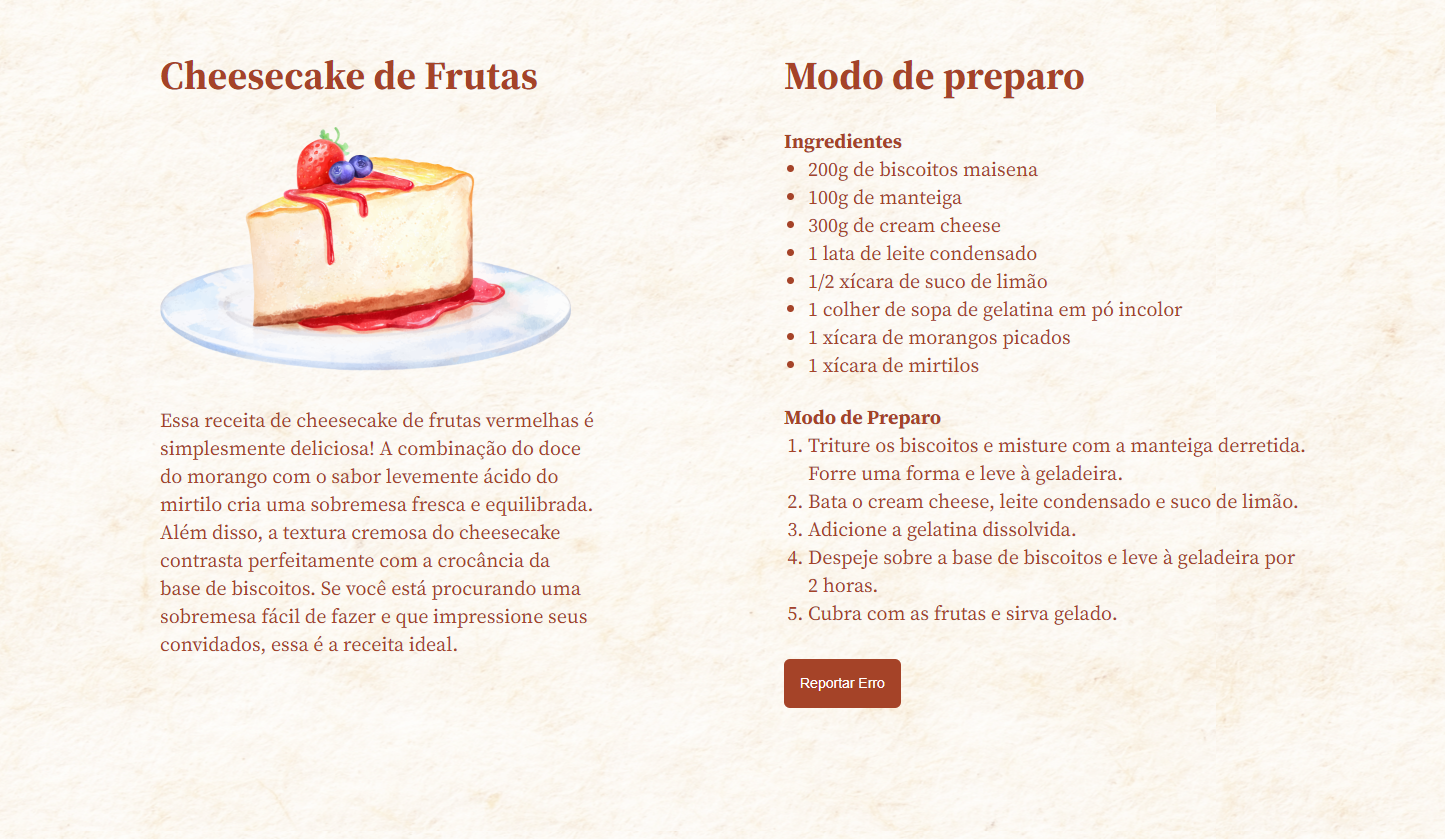 Cheesecake de Frutas
Essa receita de cheesecake de frutas vermelhas é
simplesmente deliciosa! A combinação do doce
do morango com o sabor levemente ácido do
mirtilo cria uma sobremesa fresca e equilibrada.
Além disso, a textura cremosa do cheesecake
contrasta perfeitamente com a crocância da
base de biscoitos. Se você está procurando uma
sobremesa fácil de fazer e que impressione seus
convidados, essa é a receita ideal.
Modo de preparo
Ingredientes
• 200g de biscoitos maisena
• 100g de manteiga
• 300g de cream cheese
• 1 lata de leite condensado
• 1/2 xícara de suco de limão
• 1 colher de sopa de gelatina em pó incolor
• 1 xícara de morangos picados
• 1 xícara de mirtilos
Modo de Preparo
1. Triture os biscoitos e misture com a manteiga derretida.
Forre uma forma e leve à geladeira.
2. Bata o cream cheese, leite condensado e suco de limão.
3. Adicione a gelatina dissolvida.
4. Despeje sobre a base de biscoitos e leve à geladeira por
2 horas.
5. Cubra com as frutas e sirva gelado.
Reportar Erro